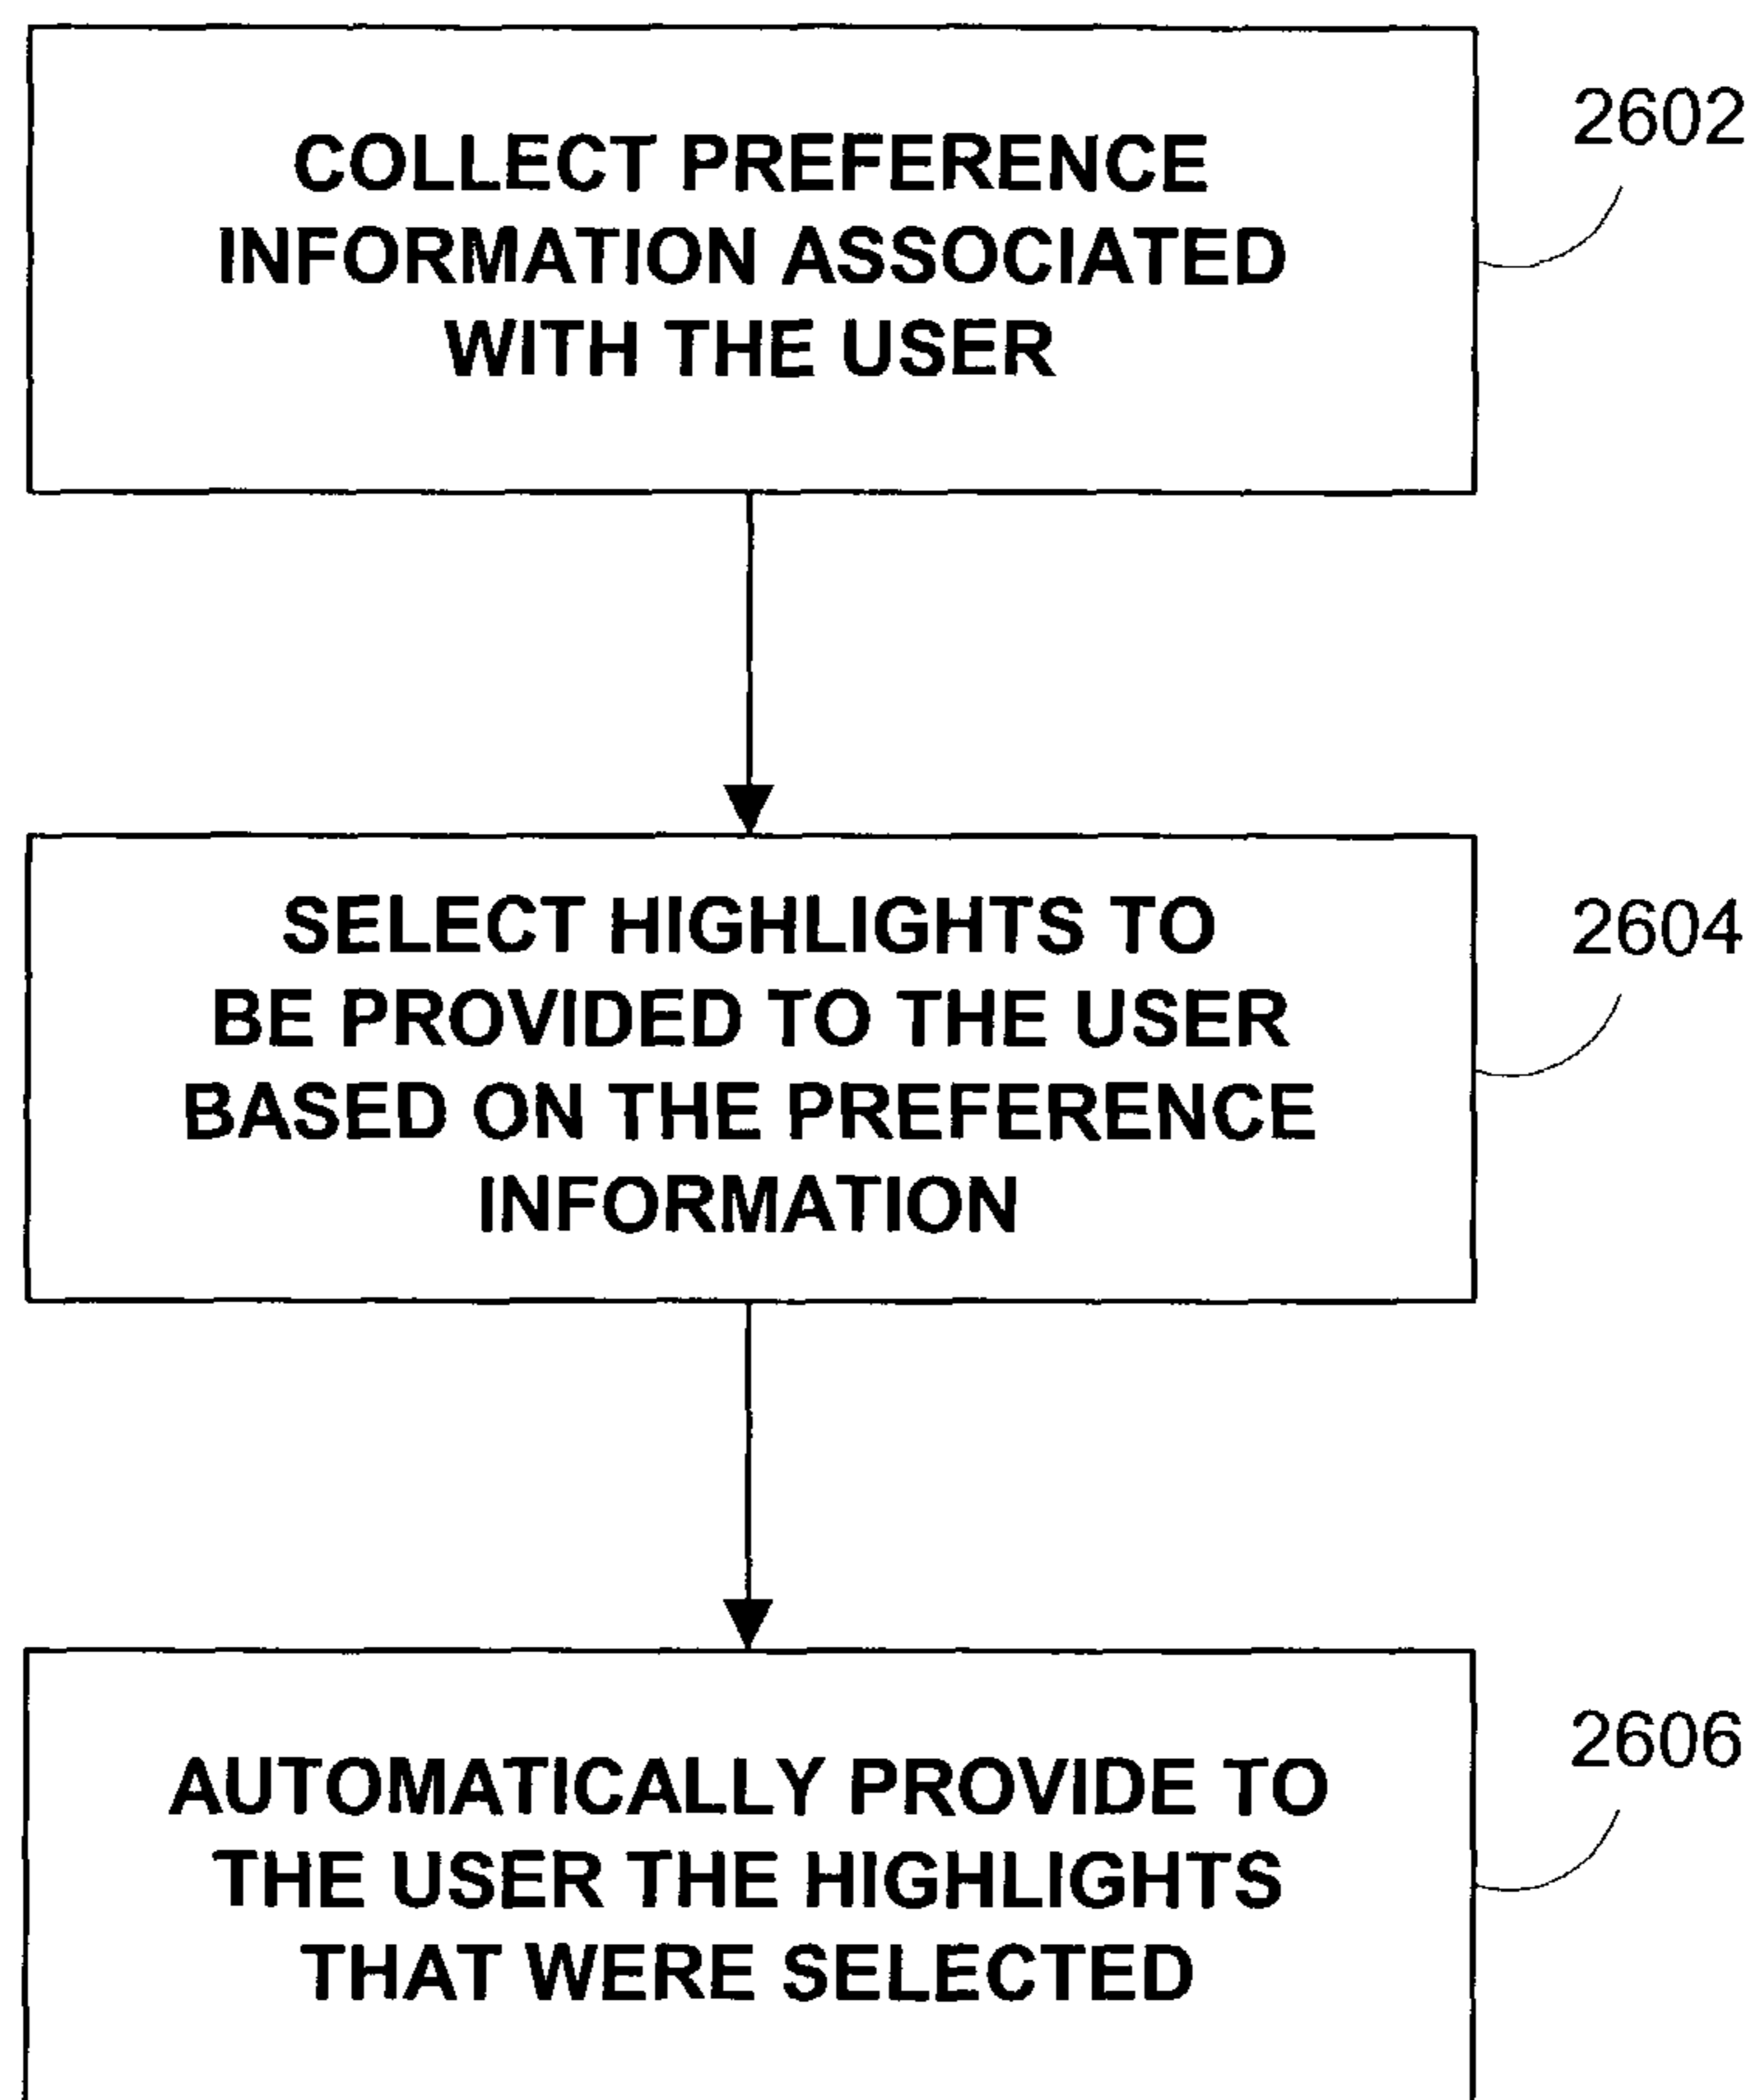 COLLECT PREFERENCE
INFORMATION ASSOCIATED
WITH THE USER
2602
SELECT HIGHLIGHTS TO
BE PROVIDED TO THE USER
BASED ON THE PREFERENCE
INFORMATION
2604
AUTOMATICALLY PROVIDE TO
THE USER THE HIGHLIGHTS
THAT WERE SELECTED
2606